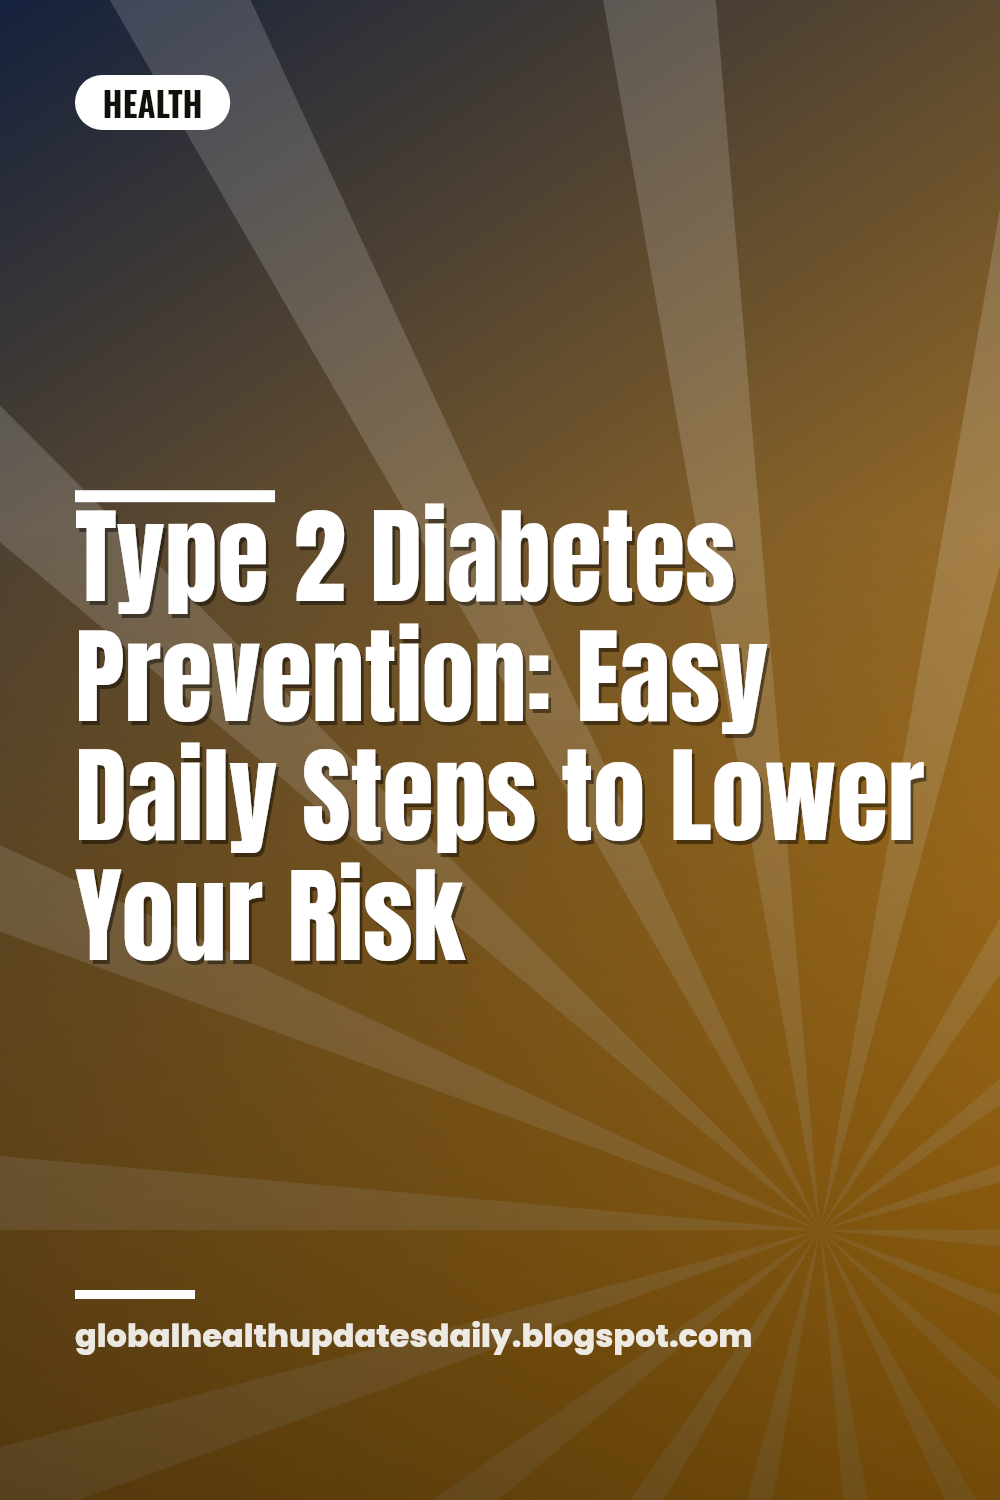 HEALTH
Type 2 Diabetes
Prevention: Easy
Daily Steps to Lower
Your Risk
globalhealthupdatesdaily.blogspot.com